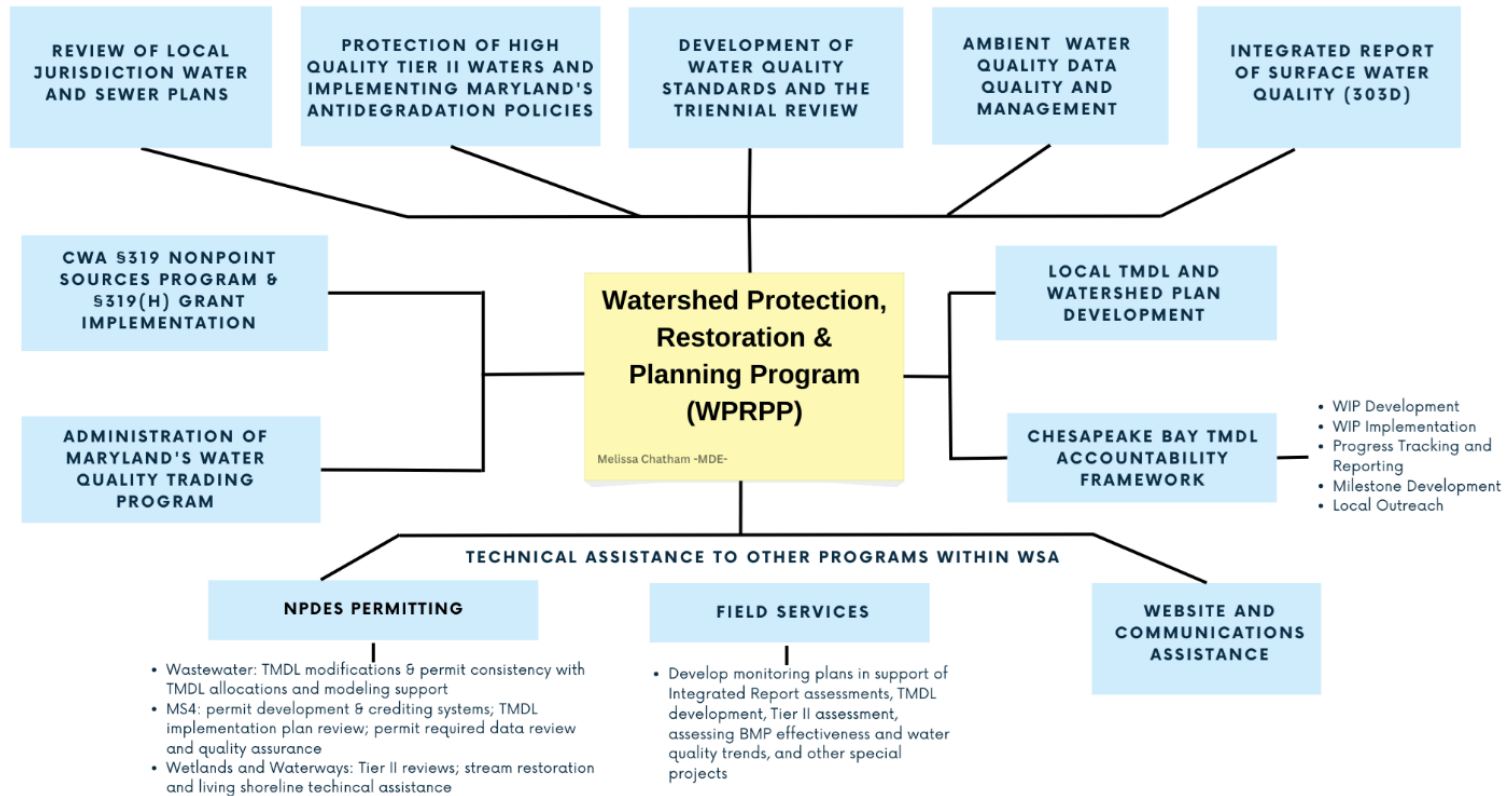 REVIEW OF LOCAL
JURISDICTION WATER
AND SEWER PLANS
PROTECTION OF HIGH
QUALITY TIER II WATERS AND
IMPLEMENTING MARYLAND'S
ANTIDEGRADATION POLICIES
DEVELOPMENT OF
WATER QUALITY
STANDARDS AND THE
TRIENNIAL REVIEW
AMBIENT WATER
QUALITY DATA
QUALITY AND
MANAGEMENT
INTEGRATED REPORT
OF SURFACE WATER
QUALITY (303D)
CWA §319 NONPOINT
SOURCES PROGRAM &
§319(H) GRANT
IMPLEMENTATION
Watershed Protection,
Restoration &
Planning Program
(WPRPP)
Melissa Chatham -MDE-
LOCAL TMDL AND
WATERSHED PLAN
DEVELOPMENT
ADMINISTRATION OF
MARYLAND'S WATER
QUALITY TRADING
PROGRAM
CHESAPEAKE BAY TMDL
ACCOUNTABILITY
FRAMEWORK
• WIP Development
• WIP Implementation
• Progress Tracking and
Reporting
• Milestone Development
• Local Outreach
TECHNICAL ASSISTANCE TO OTHER PROGRAMS WITHIN WSA
NPDES PERMITTING
• Wastewater: TMDL modifications & permit consistency with
TMDL allocations and modeling support
• MS4: permit development & crediting systems; TMDL
implementation plan review; permit required data review
and quality assurance
• Wetlands and Waterways: Tier II reviews; stream restoration
and living shoreline techincal assistance
FIELD SERVICES
• Develop monitoring plans in support of
Integrated Report assessments, TMDL
development, Tier II assessment,
assessing BMP effectiveness and water
quality trends, and other special
projects
WEBSITE AND
COMMUNICATIONS
ASSISTANCE